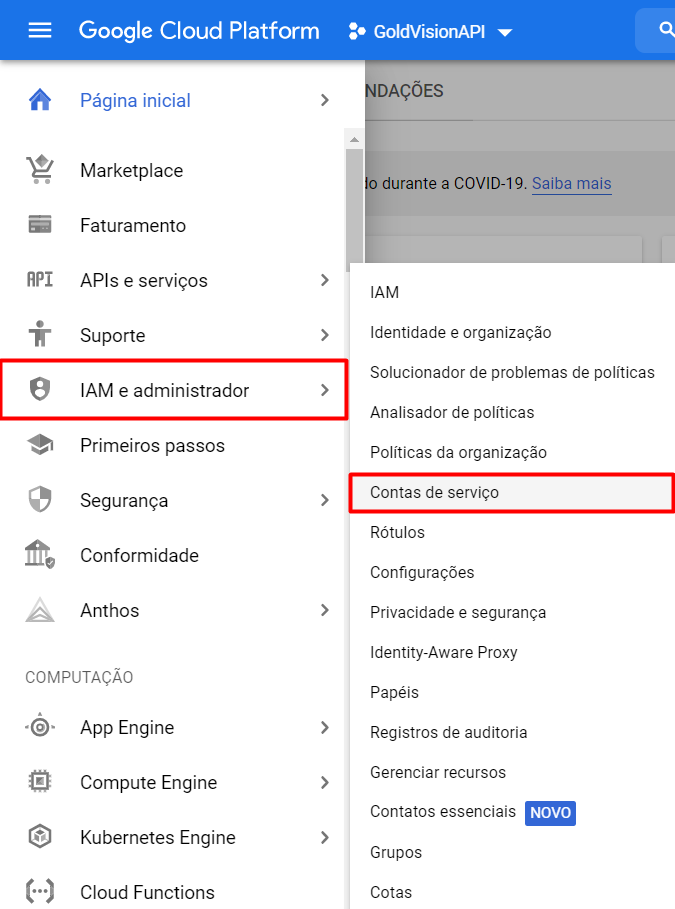 Google Cloud Platform GoldVisionAPI
Página inicial
NDAÇÕES
Marketplace
do durante a COVID-19. Saiba mais
Faturamento
API APIs e serviços
Suporte
IAM e administrador
Primeiros passos
Segurança
Conformidade
Anthos
COMPUTAÇÃO
App Engine
Compute Engine
Kubernetes Engine
Cloud Functions
IAM
Identidade e organização
Solucionador de problemas de políticas
Analisador de políticas
Políticas da organização
Contas de serviço
Rótulos
Configurações
Privacidade e segurança
Identity-Aware Proxy
Papéis
Registros de auditoria
Gerenciar recursos
Contatos essenciais NOVO
Grupos
Cotas